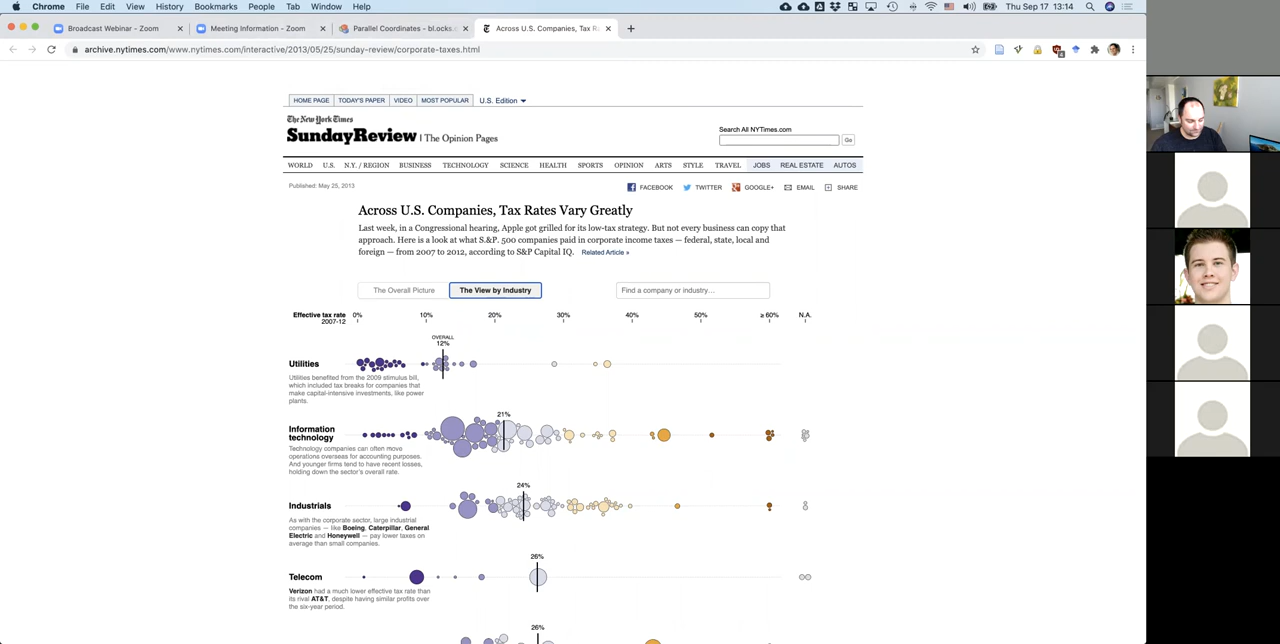 Chrome File Edit View History Bookmarks People Tab Window Help Thu Sep 17 13:14
Broadcast Webinar - Zoom
Meeting Information - Zoom
Parallel Coordinates - bl.ocks.
Across U.S. Companies, Tax R
archive.nytimes.com/www.nytimes.com/interactive/2013/05/25/sunday-review/corporate-taxes.html
HOME PAGE TODAY'S PAPER VIDEO MOST POPULAR U.S. Edition
The New York Times
SundayReview | The Opinion Pages
Search All NYTimes.com
Go
WORLD U.S. N.Y. / REGION BUSINESS TECHNOLOGY SCIENCE HEALTH SPORTS OPINION ARTS STYLE TRAVEL JOBS REAL ESTATE AUTOS
Published: May 25, 2013
FACEBOOK TWITTER GOOGLE+ EMAIL SHARE
Across U.S. Companies, Tax Rates Vary Greatly
Last week, in a Congressional hearing, Apple got grilled for its low-tax strategy. But not every business can copy that
approach. Here is a look at what S.&P. 500 companies paid in corporate income taxes — federal, state, local and
foreign — from 2007 to 2012, according to S&P Capital IQ. Related Article »
The Overall Picture The View by Industry Find a company or industry…
Effective tax rate 0% 10% 20% 30% 40% 50% ≥ 60% N.A.
2007-12
OVERALL
12%
Utilities
Utilities benefited from the 2009 stimulus bill,
which included tax breaks for companies that
make capital-intensive investments, like power
plants.
21%
Information
technology
Technology companies can often move
operations overseas for accounting purposes.
And younger firms tend to have recent losses,
holding down the sector's overall rate.
24%
Industrials
As with the corporate sector, large industrial
companies — like Boeing, Caterpillar, General
Electric and Honeywell — pay lower taxes on
average than small companies.
26%
Telecom
Verizon had a much lower effective tax rate than
its rival AT&T, despite having similar profits over
the six-year period.
26%